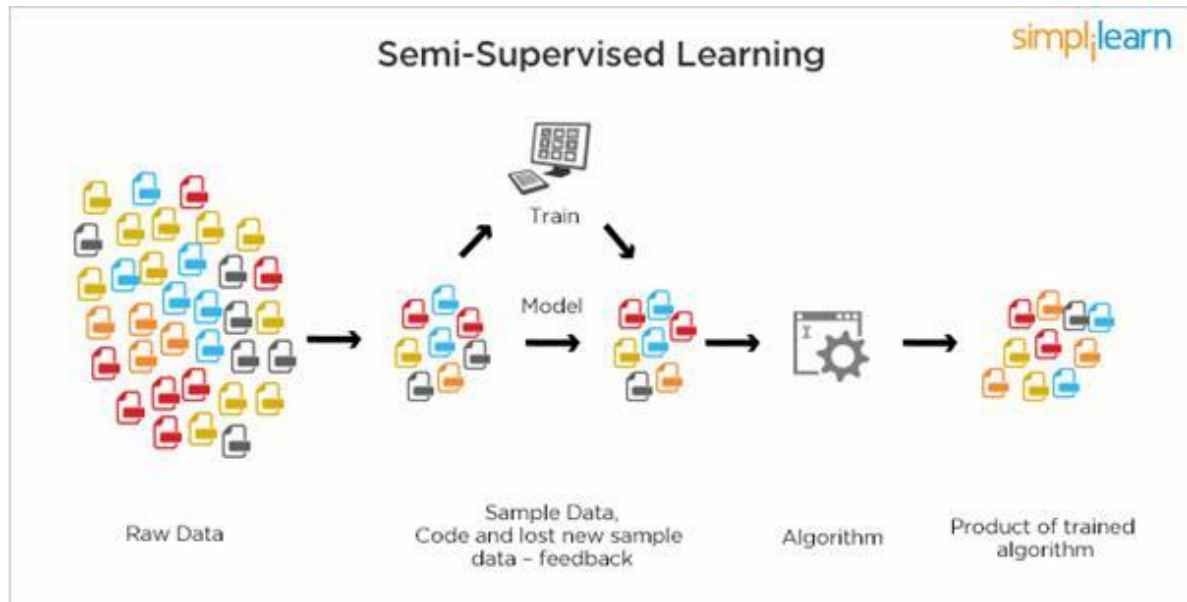 Semi-Supervised Learning
simplilearn
Train
Model
Raw Data
Sample Data,
Code and lost new sample
data – feedback
Algorithm
Product of trained
algorithm